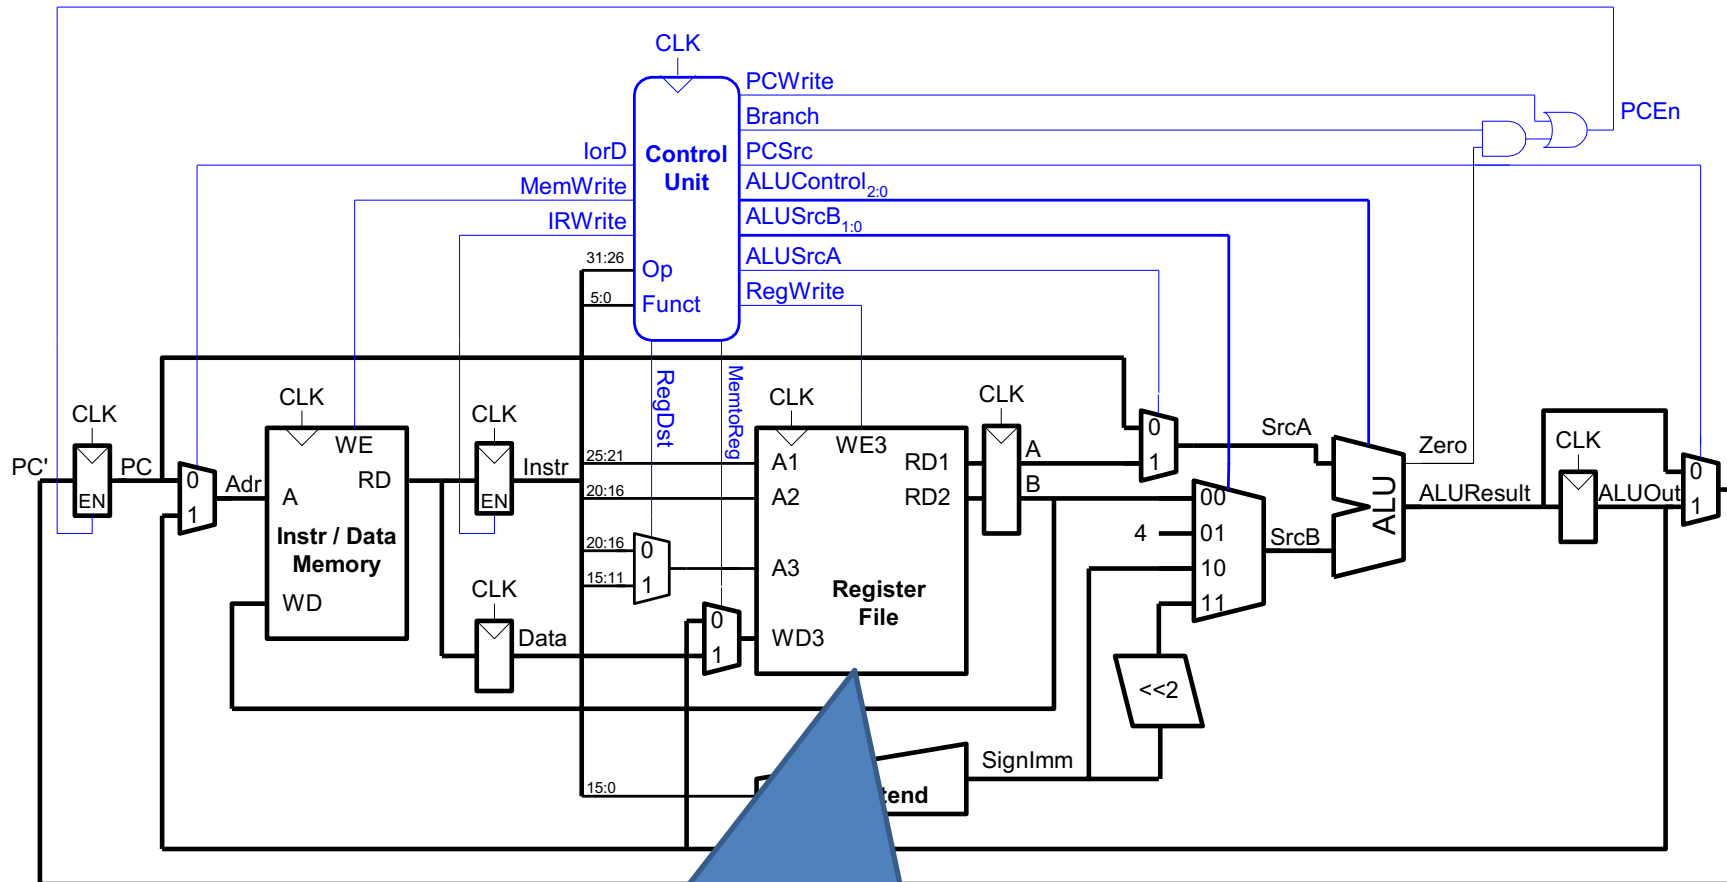 CLK
PCWrite
Branch
PCEn
IorD
Control
Unit
PCSrc
MemWrite
ALUControl2:0
IRWrite
ALUSrcB1:0
31:26
Op
ALUSrcA
5:0
Funct
RegWrite
RegDst
MemtoReg
CLK
CLK
CLK
CLK
CLK
CLK
PC'
PC
EN
0
1
Adr
WE
A
RD
Instr / Data
Memory
WD
EN
Instr
CLK
Data
25:21
20:16
20:16
15:11
0
1
0
1
A1
A2
A3
WD3
WE3
RD1
RD2
Register
File
A
B
0
1
SrcA
4
00
01
10
11
SrcB
<<2
ALU
Zero
ALUResult
ALUOut
0
1
15:0
tend
SignImm